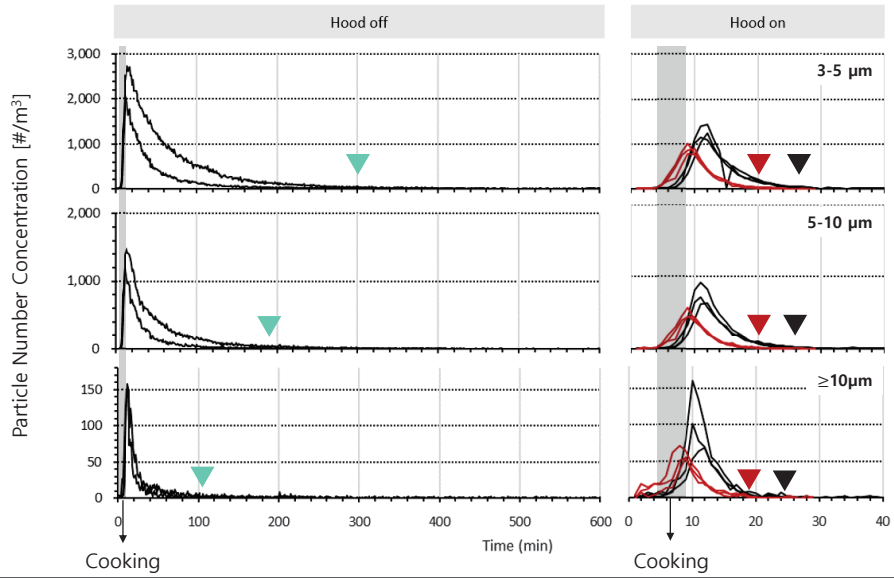 Hood off
Hood on
Particle Number Concentration [#/m³]
3,000
2,000
1,000
0
3-5 µm
2,000
1,000
0
5-10 µm
150
100
50
0
≥10µm
0
100
200
300
400
500
600
0
10
20
30
40
Time (min)
Cooking
Cooking